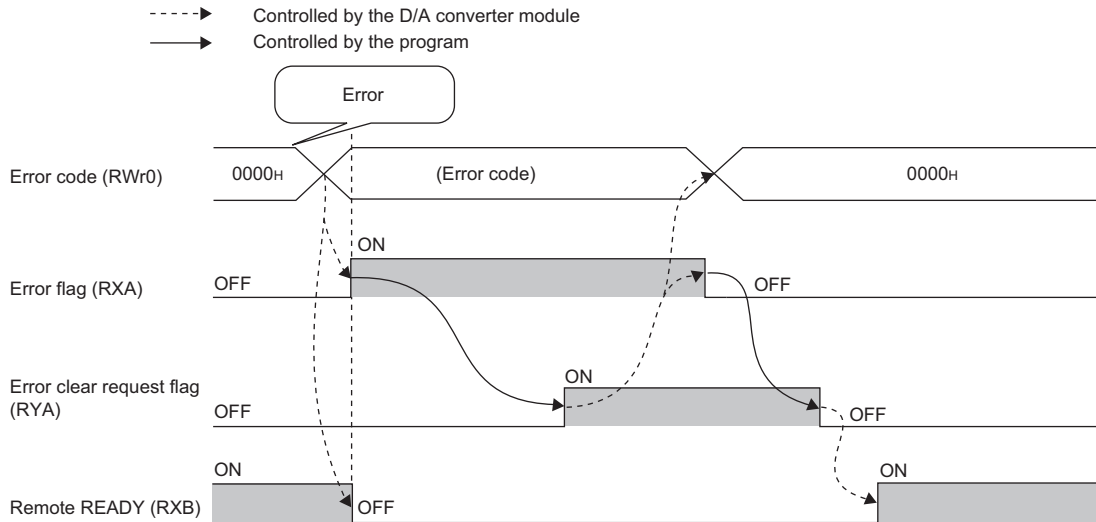 Controlled by the D/A converter module
Controlled by the program
Error
Error code (RWr0)
0000H
(Error code)
0000H
ON
Error flag (RXA)
OFF
OFF
Error clear request flag
(RYA)
ON
OFF
OFF
ON
ON
Remote READY (RXB)
OFF